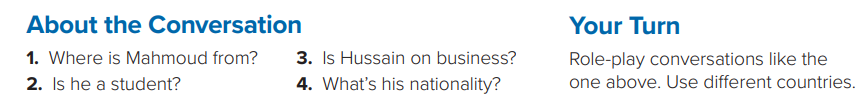 About the Conversation
1. Where is Mahmoud from?
2. Is he a student?
3. Is Hussain on business?
4. What's his nationality?
Your Turn
Role-play conversations like the
one above. Use different countries.